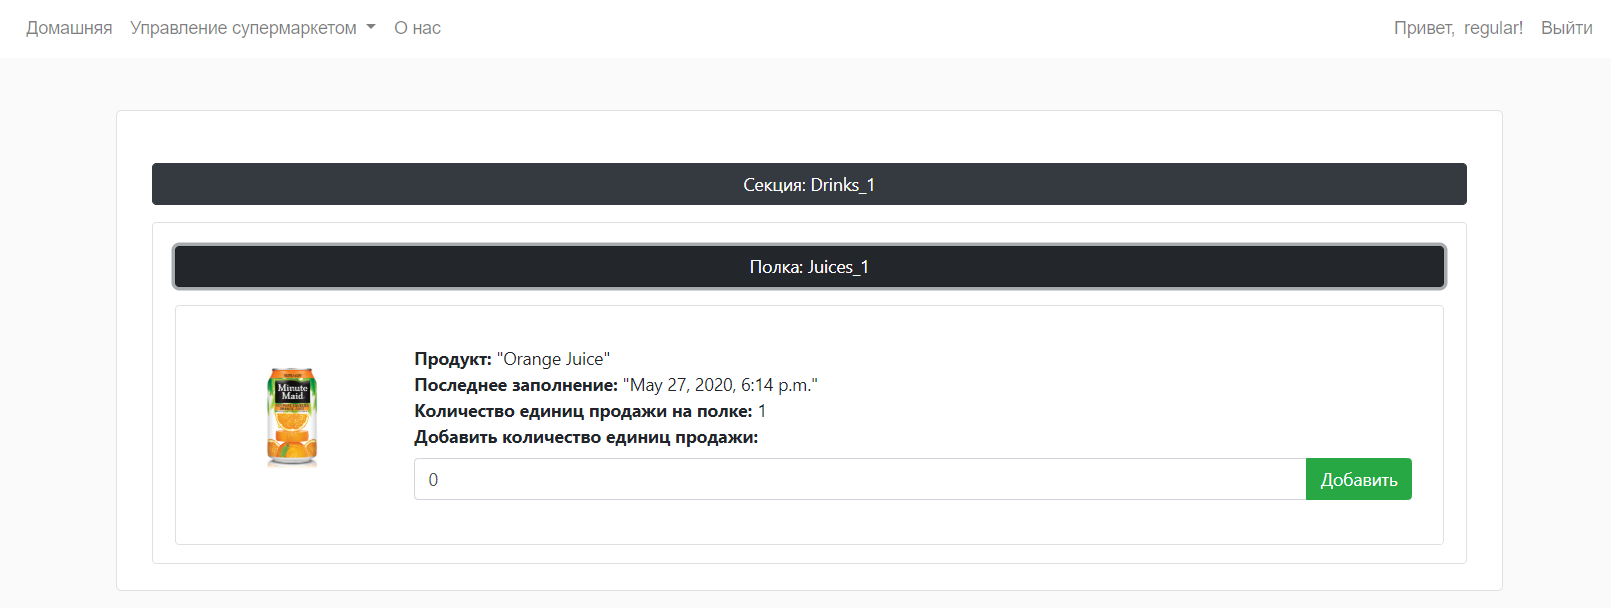 Домашняя Управление супермаркетом О нас Привет, regular! Выйти
Секция: Drinks_1
Полка: Juices_1
Minute
Maid
Продукт: "Orange Juice"
Последнее заполнение: "May 27, 2020, 6:14 p.m."
Количество единиц продажи на полке: 1
Добавить количество единиц продажи:
0 Добавить